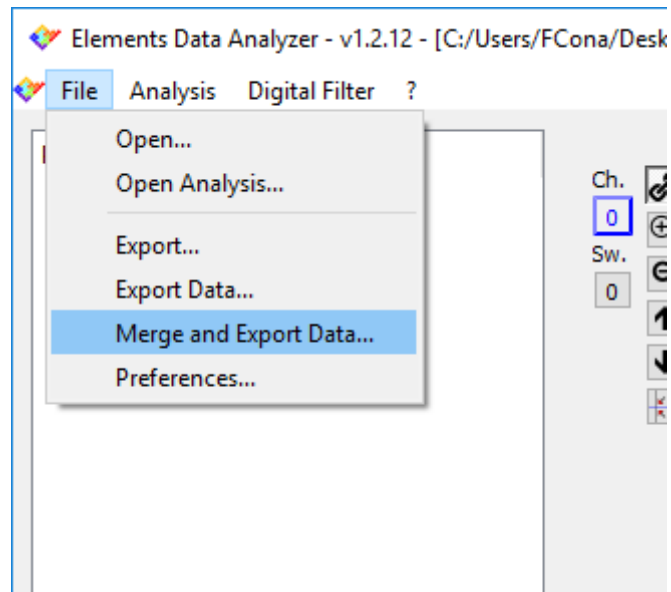 Elements Data Analyzer - v1.2.12 - [C:/Users/FCona/Desk
File Analysis Digital Filter ?
Open...
Open Analysis...
Export...
Export Data...
Merge and Export Data...
Preferences...
Ch.
0
Sw.
0